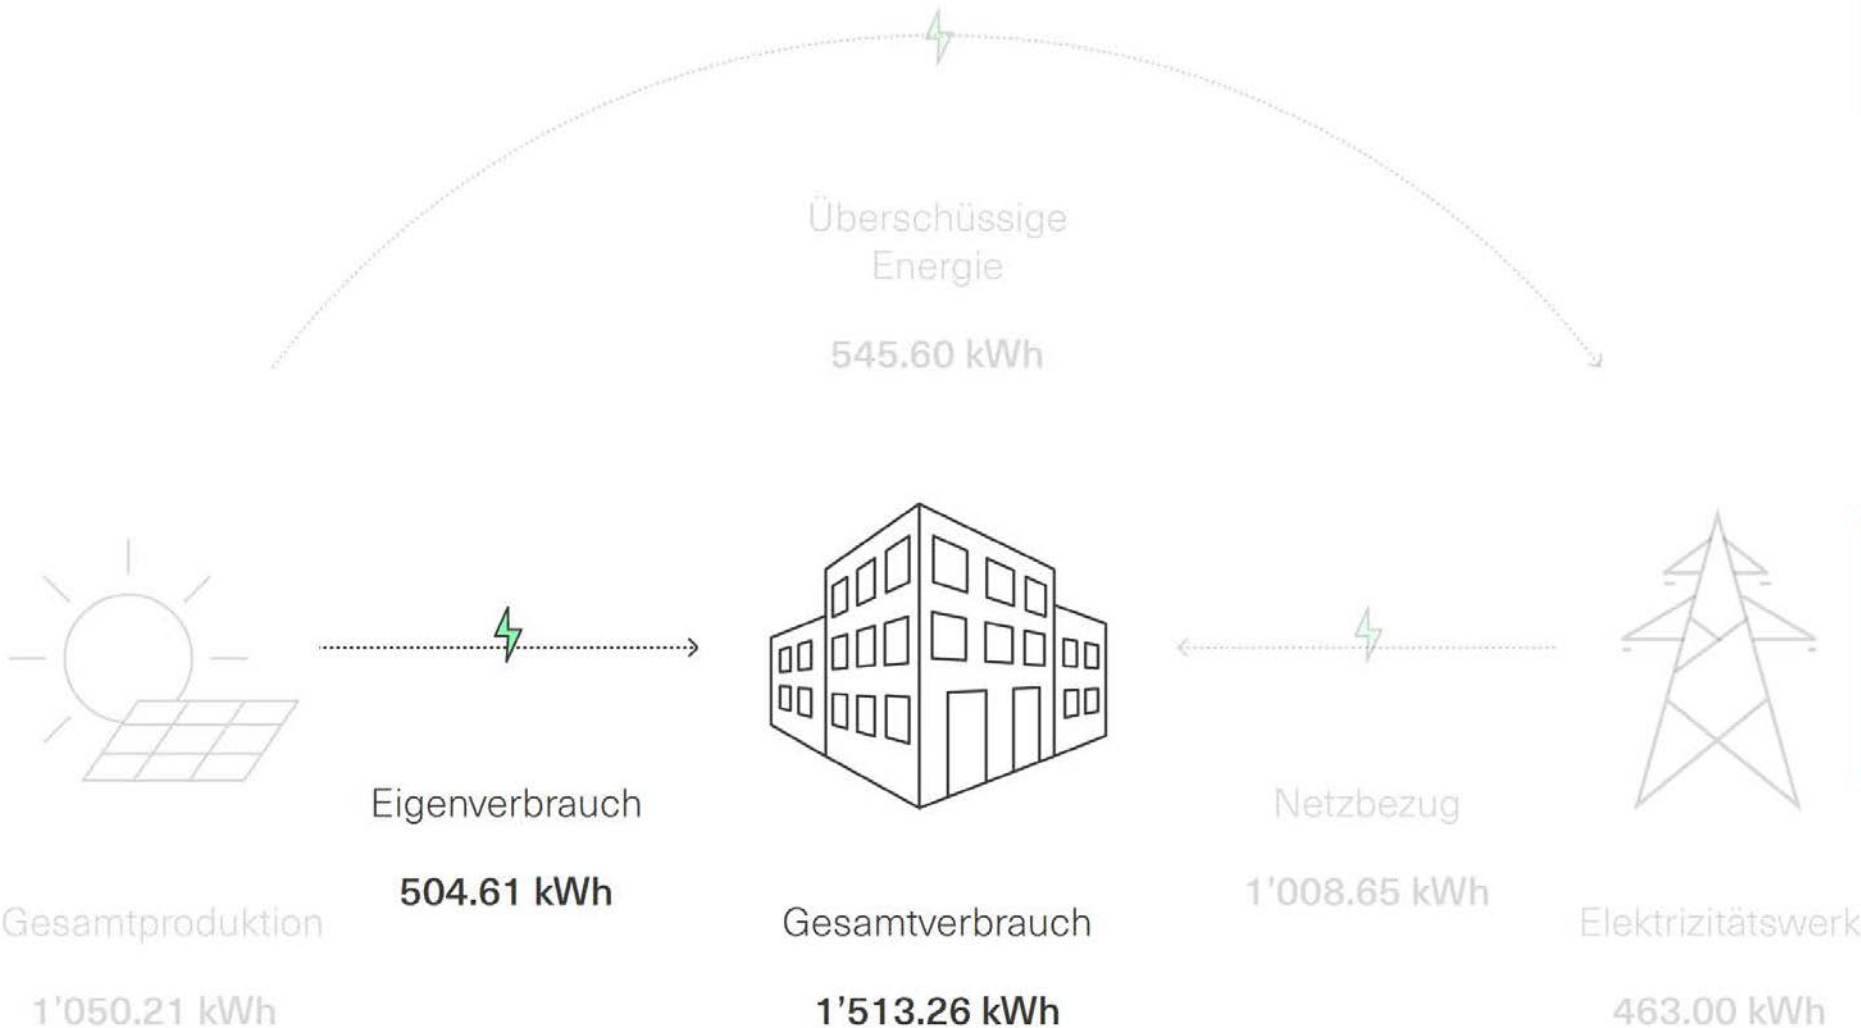 Überschüssige
Energie
545.60 kWh
Eigenverbrauch
504.61 kWh
Netzbezug
1'008.65 kWh
Gesamtproduktion
1'050.21 kWh
Gesamtverbrauch
1'513.26 kWh
Elektrizitätswerk
463.00 kWh